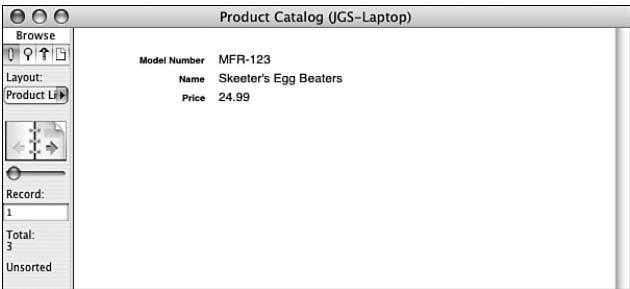 Product Catalog (JGS-Laptop)
Browse
Layout:
Product Li
Record:
1
Total:
3
Unsorted
Model Number MFR-123
Name Skeeter's Egg Beaters
Price 24.99